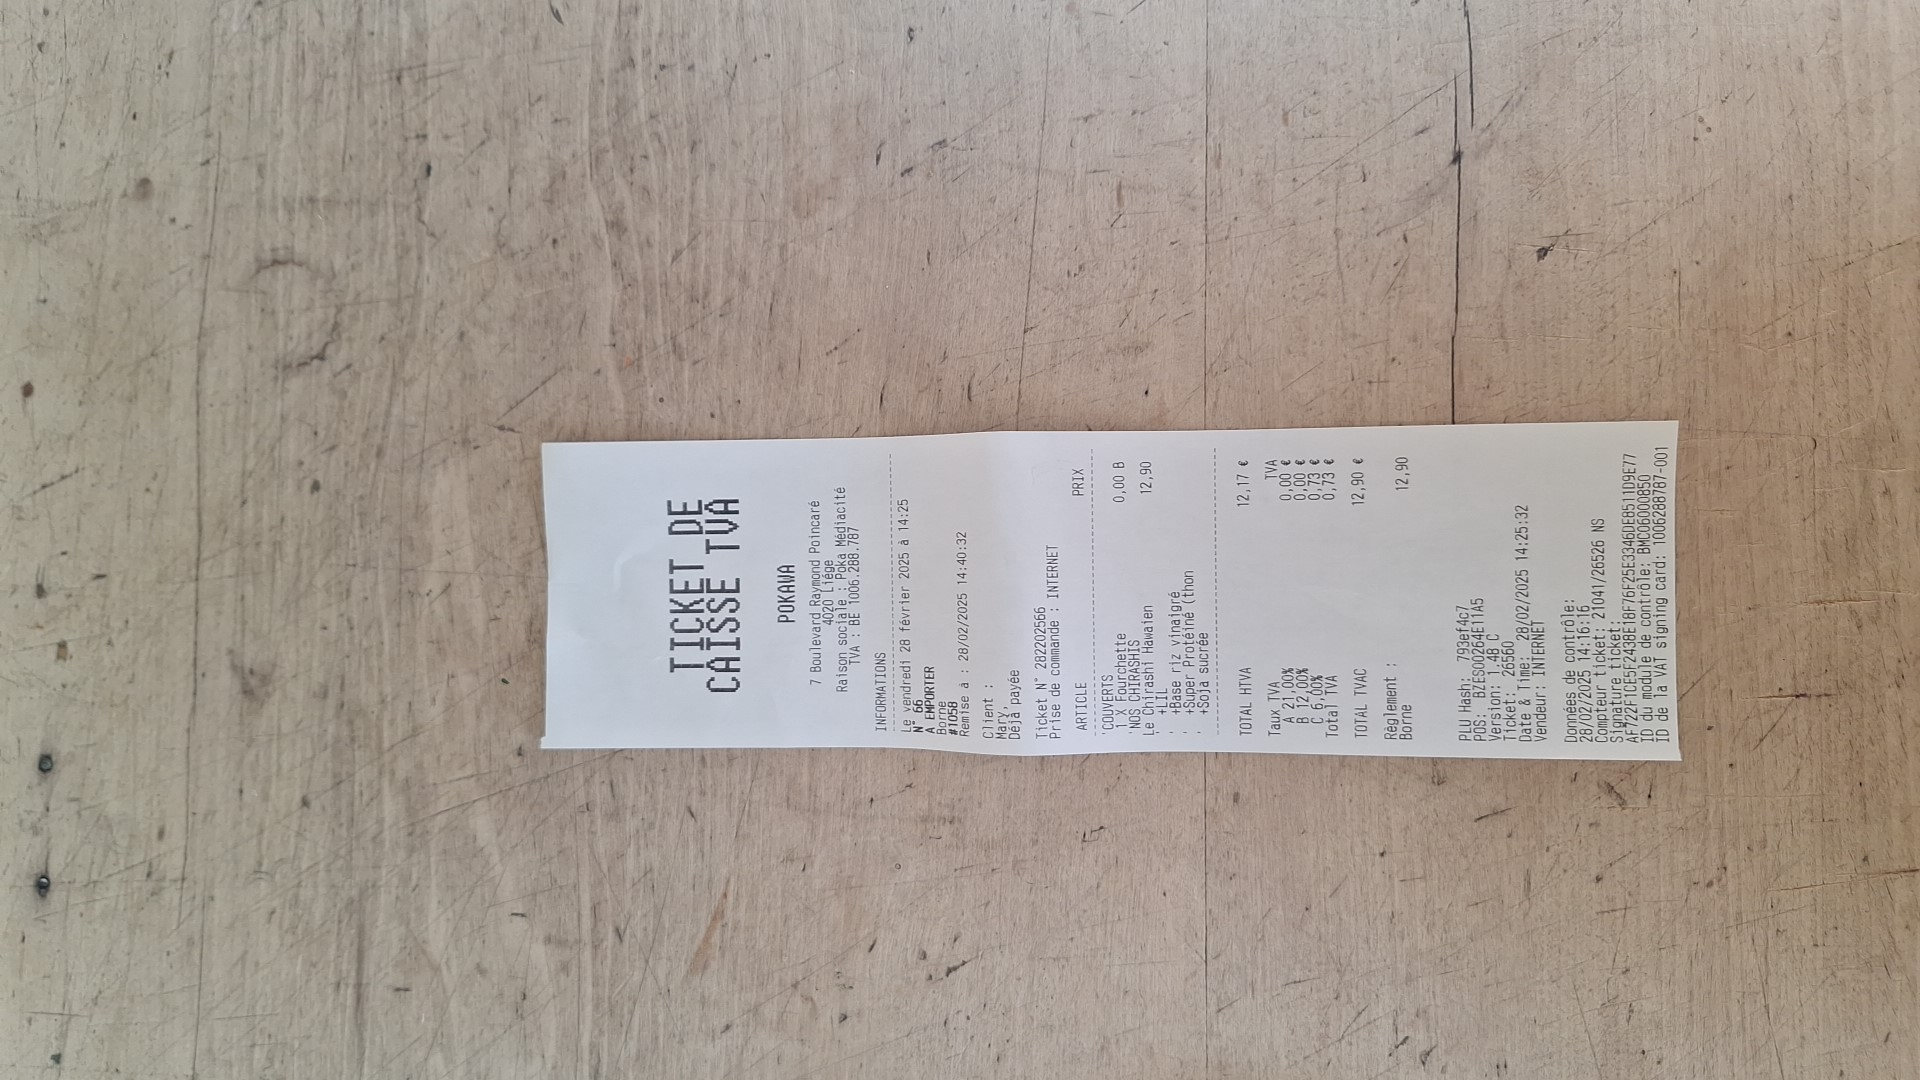 TICKET DE
CAISSE TVA
POKAWA
7 Boulevard Raymond Poincaré
4020 Liège
Raison sociale : Poka Médiacité
TVA : BE 1006.288.787
INFORMATIONS
Le vendredi 28 février 2025 à 14:25
N° 66
A EMPORTER
Borne
#1058
Remise à : 28/02/2025 14:40:32
Client :
Mary,
Déjà payée
Ticket N° 282202566
Prise de commande : INTERNET
ARTICLE PRIX
COUVERTS
1 X Fourchette 0,00 B
'NOS CHIRASHIS
Le Chirashi Hawaïen 12,90
' +LIL
' +Base riz vinaigré
' +Super Protéine (thon
' +Soja sucrée
TOTAL HTVA 12,17 €
Taux TVA TVA
A 21,00% 0,00 €
B 12,00% 0,00 €
C 6,00% 0,73 €
Total TVA 0,73 €
TOTAL TVAC 12,90 €
Règlement :
Borne 12,90
PLU Hash: 793ef4c7
POS: BZES00264E11A5
Version: 1.48 C
Ticket: 26560
Date & Time: 28/02/2025 14:25:32
Vendeur: INTERNET
Données de contrôle:
28/02/2025 14:16:16
Compteur ticket: 21041/26526 NS
Signature ticket:
AF722F1CE5F2438E18F76F25E3346DE8511D9E77
ID du module de contrôle: BMC06000850
ID de la VAT signing card: 1006288787-001